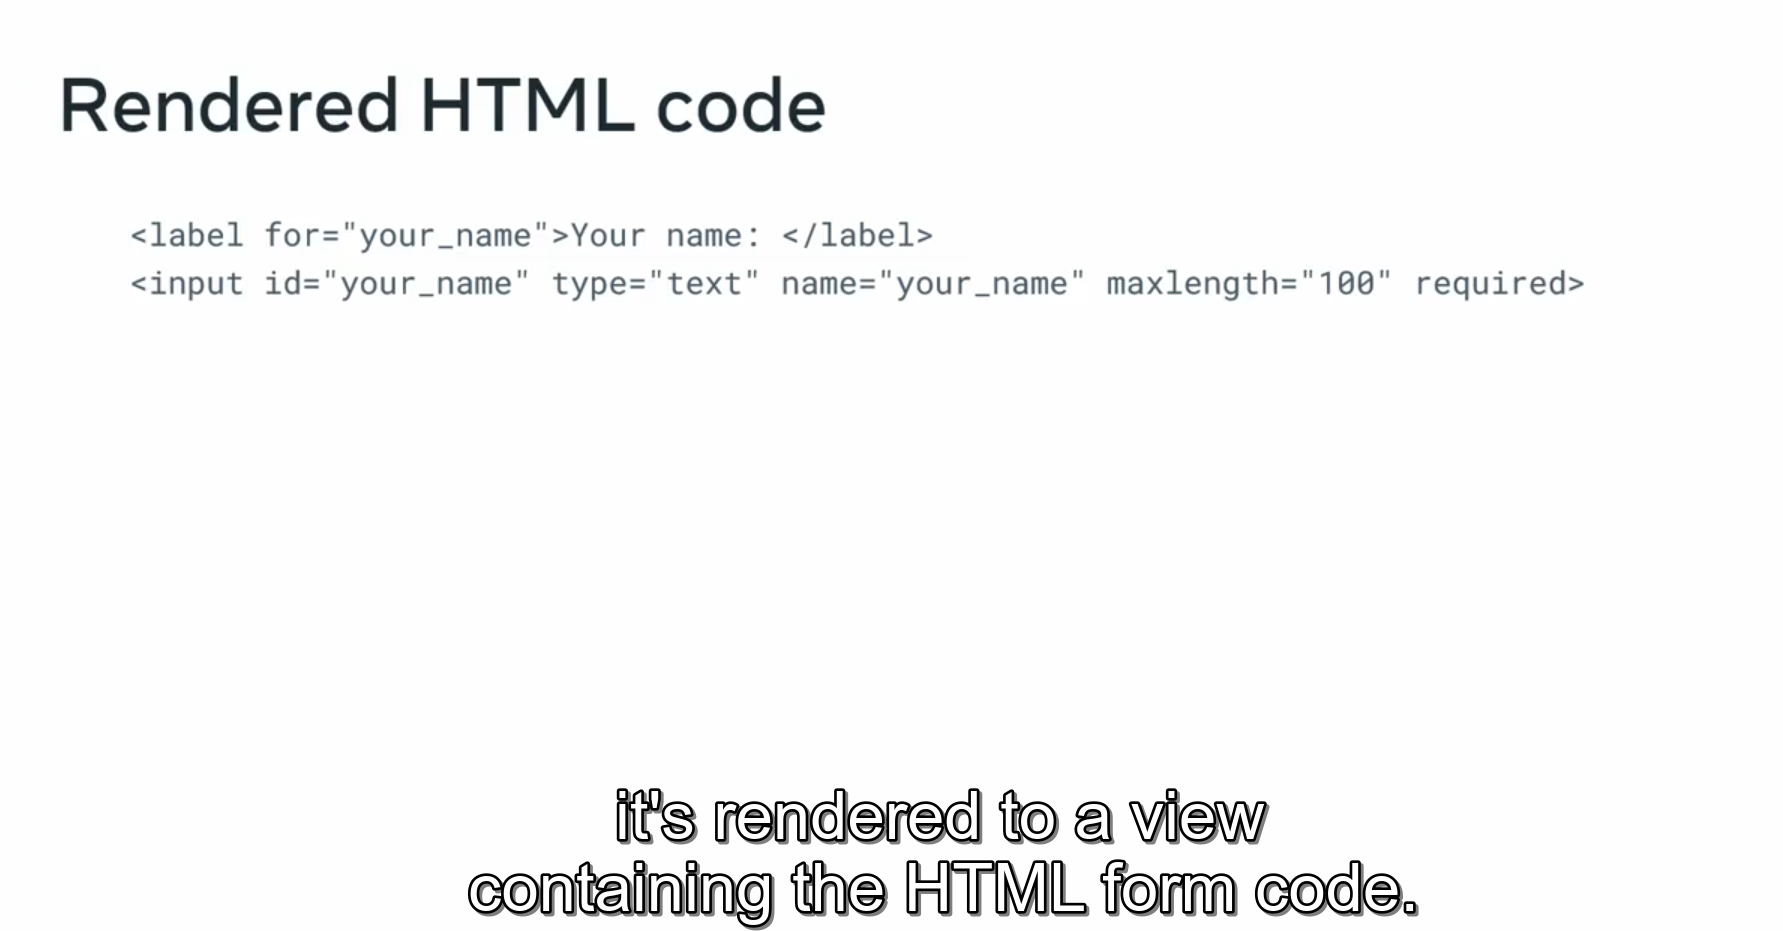 Rendered HTML code
<label for="your_name">Your name: </label>
<input id="your_name" type="text" name="your_name" maxlength="100" required>
it's rendered to a view
containing the HTML form code.